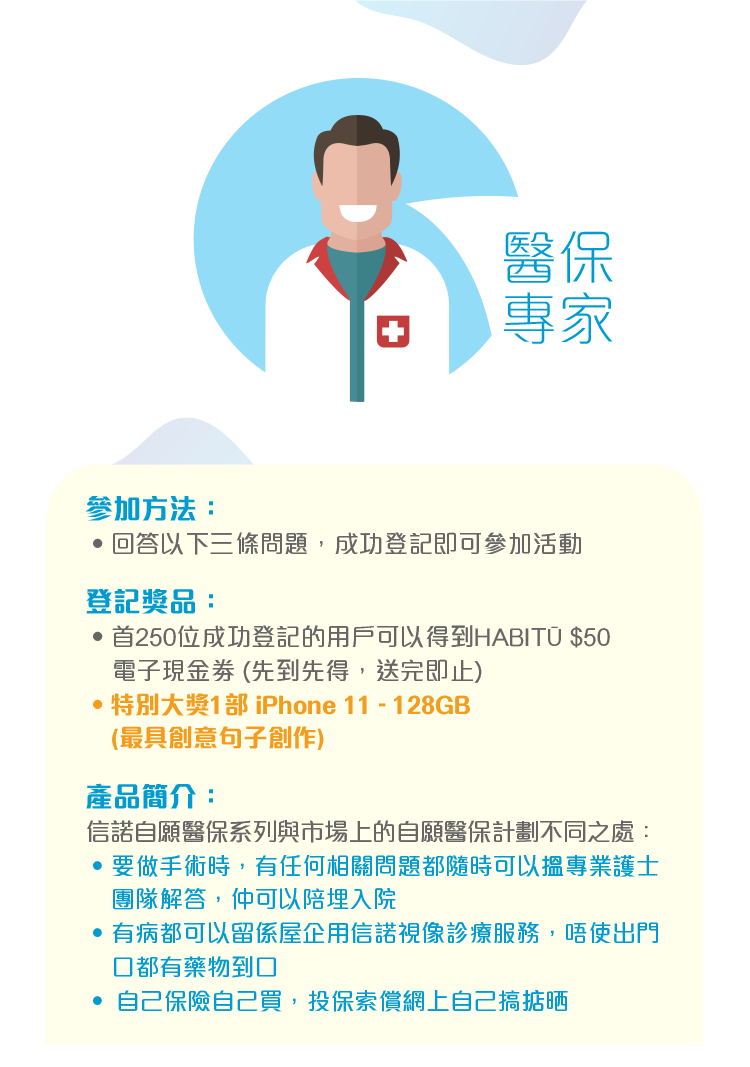 醫保
專家
參加方法：
• 回答以下三條問題，成功登記即可參加活動
登記獎品：
• 首250位成功登記的用戶可以得到HABITŪ $50
電子現金券 (先到先得，送完即止)
• 特別大獎1部 iPhone 11 - 128GB
(最具創意句子創作)
產品簡介：
信諾自願醫保系列與市場上的自願醫保計劃不同之處：
• 要做手術時，有任何相關問題都隨時可以搵專業護士
團隊解答，仲可以陪埋入院
• 有病都可以留係屋企用信諾視像診療服務，唔使出門
口都有藥物到口
• 自己保險自己買，投保索償網上自己搞掂晒